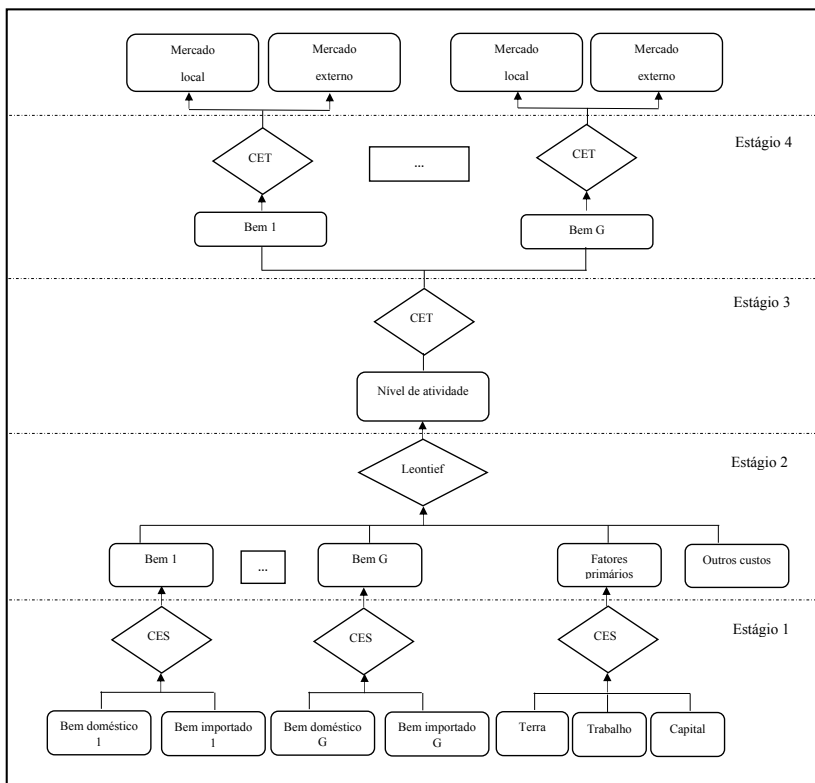 Mercado
local
Mercado
externo
Mercado
local
Mercado
externo
Estágio 4
CET
...
CET
Bem 1
Bem G
Estágio 3
CET
Nível de atividade
Estágio 2
Leontief
Bem 1
...
Bem G
Fatores
primários
Outros custos
Estágio 1
CES
CES
CES
Bem doméstico
1
Bem importado
1
Bem doméstico
G
Bem importado
G
Terra
Trabalho
Capital